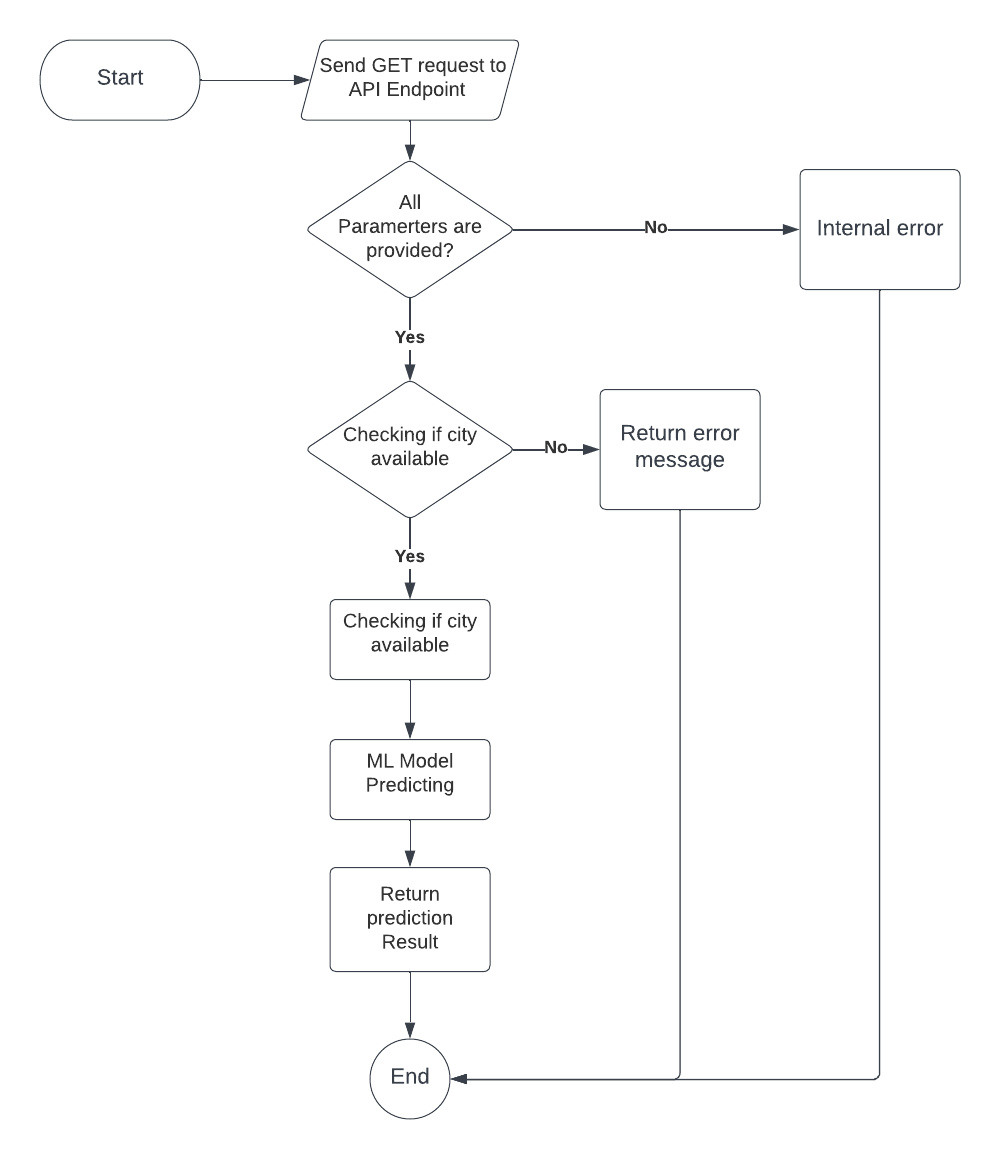 Start
Send GET request to
API Endpoint
All
Paramerters are
provided?
No
Internal error
Yes
Checking if city
available
No
Return error
message
Yes
Checking if city
available
ML Model
Predicting
Return
prediction
Result
End